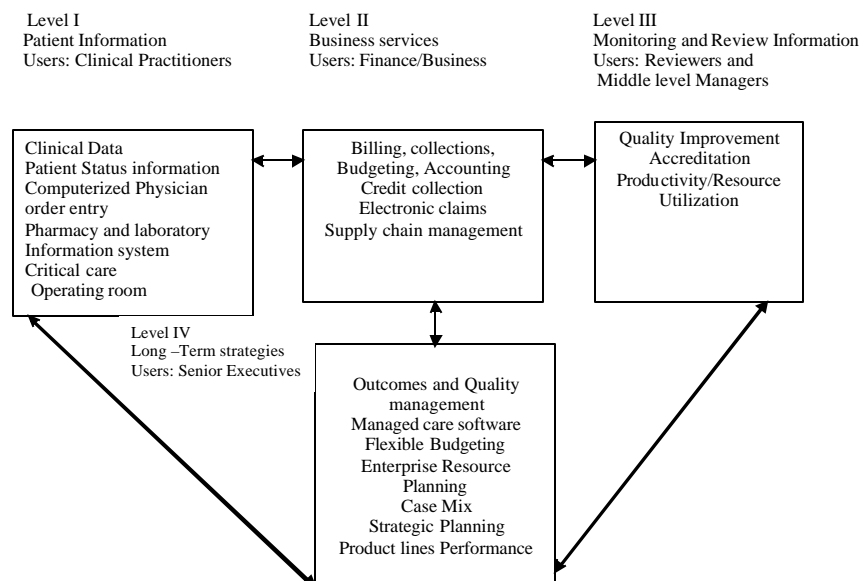 Level I
Patient Information
Users: Clinical Practitioners
Level II
Business services
Users: Finance/Business
Level III
Monitoring and Review Information
Users: Reviewers and
Middle level Managers
Clinical Data
Patient Status information
Computerized Physician
order entry
Pharmacy and laboratory
Information system
Critical care
Operating room
Billing, collections,
Budgeting, Accounting
Credit collection
Electronic claims
Supply chain management
Quality Improvement
Accreditation
Productivity/Resource
Utilization
Level IV
Long –Term strategies
Users: Senior Executives
Outcomes and Quality
management
Managed care software
Flexible Budgeting
Enterprise Resource
Planning
Case Mix
Strategic Planning
Product lines Performance